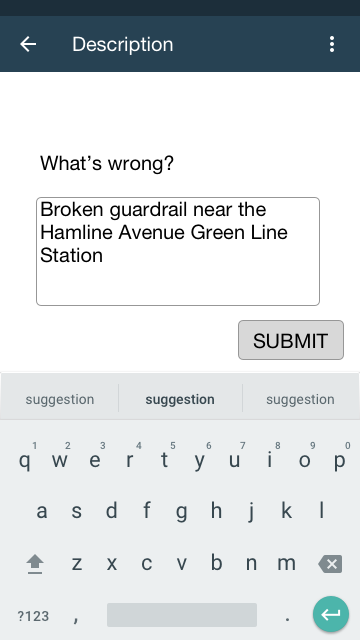 Description
What's wrong?
Broken guardrail near the
Hamline Avenue Green Line
Station
SUBMIT
suggestion suggestion suggestion
1 2 3 4 5 6 7 8 9 0
q w e r t y u i o p
a s d f g h j k l
z x c v b n m
?123 , .